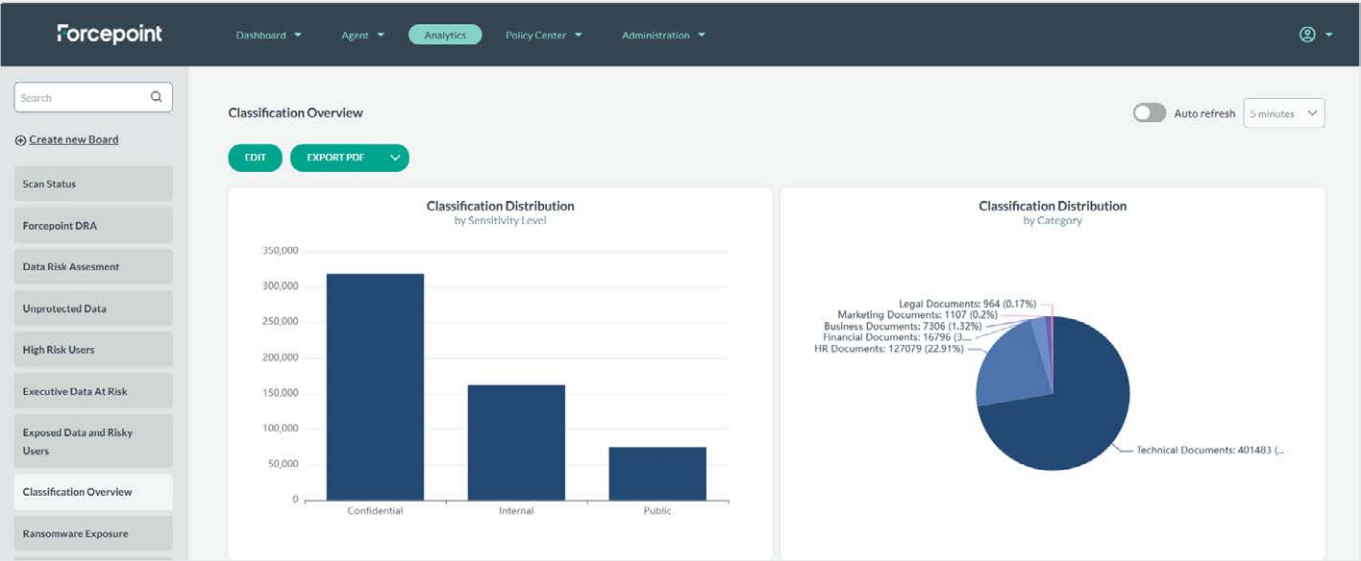 Forcepoint
Dashboard
Agent
Analytics
Policy Center
Administration
Search
Create new Board
Scan Status
Forcepoint DRA
Data Risk Assesment
Unprotected Data
High Risk Users
Executive Data At Risk
Exposed Data and Risky
Users
Classification Overview
Ransomware Exposure
Classification Overview
Auto refresh
5 minutes
EDIT
EXPORT PDF
Classification Distribution
by Sensitivity Level
350,000
300,000
250,000
200,000
150,000
100,000
50,000
0
Confidential
Internal
Public
Classification Distribution
by Category
Legal Documents: 964 (0.17%)
Marketing Documents: 1107 (0.2%)
Business Documents: 7306 (1.32%)
Financial Documents: 16796 (3....
HR Documents: 127079 (22.91%)
Technical Documents: 401483 (...